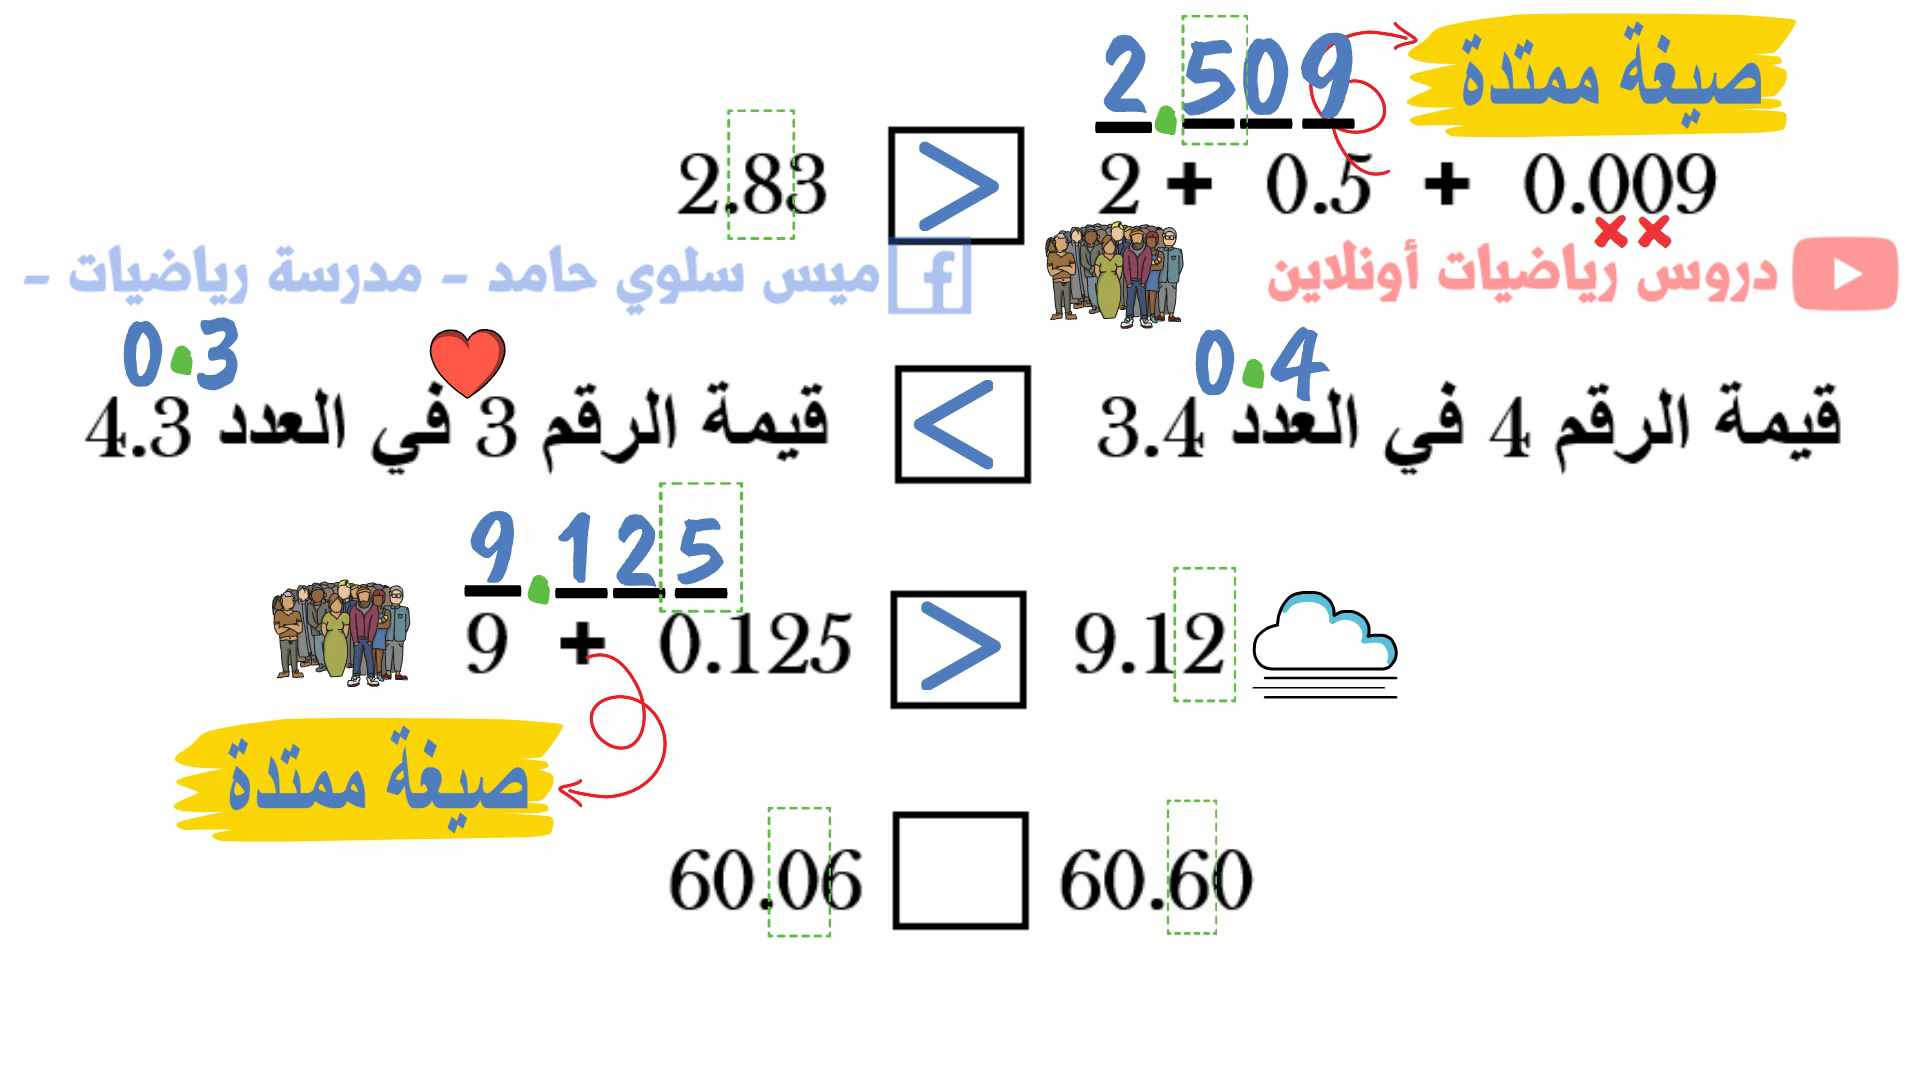 2.509 صيغة ممتدة
2.83 > 2 + 0.5 + 0.009
ميس سلوي حامد - مدرسة رياضيات -
دروس رياضيات أونلاين
0.3 0.4
قيمة الرقم 3 في العدد 4.3 < قيمة الرقم 4 في العدد 3.4
9.125
9 + 0.125 > 9.12
صيغة ممتدة
60.06 60.60